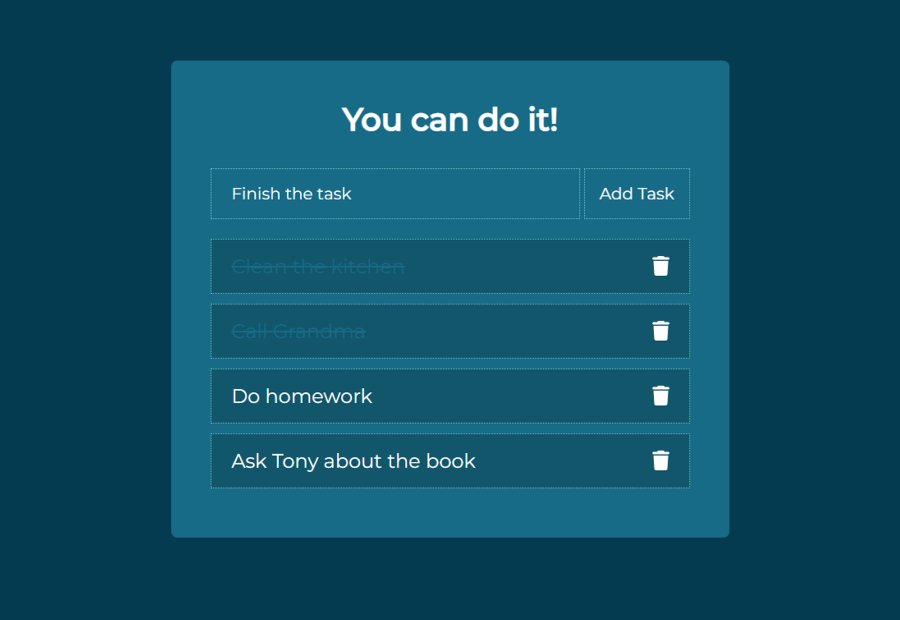 You can do it!
Finish the task
Add Task
Clean the kitchen
Call Grandma
Do homework
Ask Tony about the book